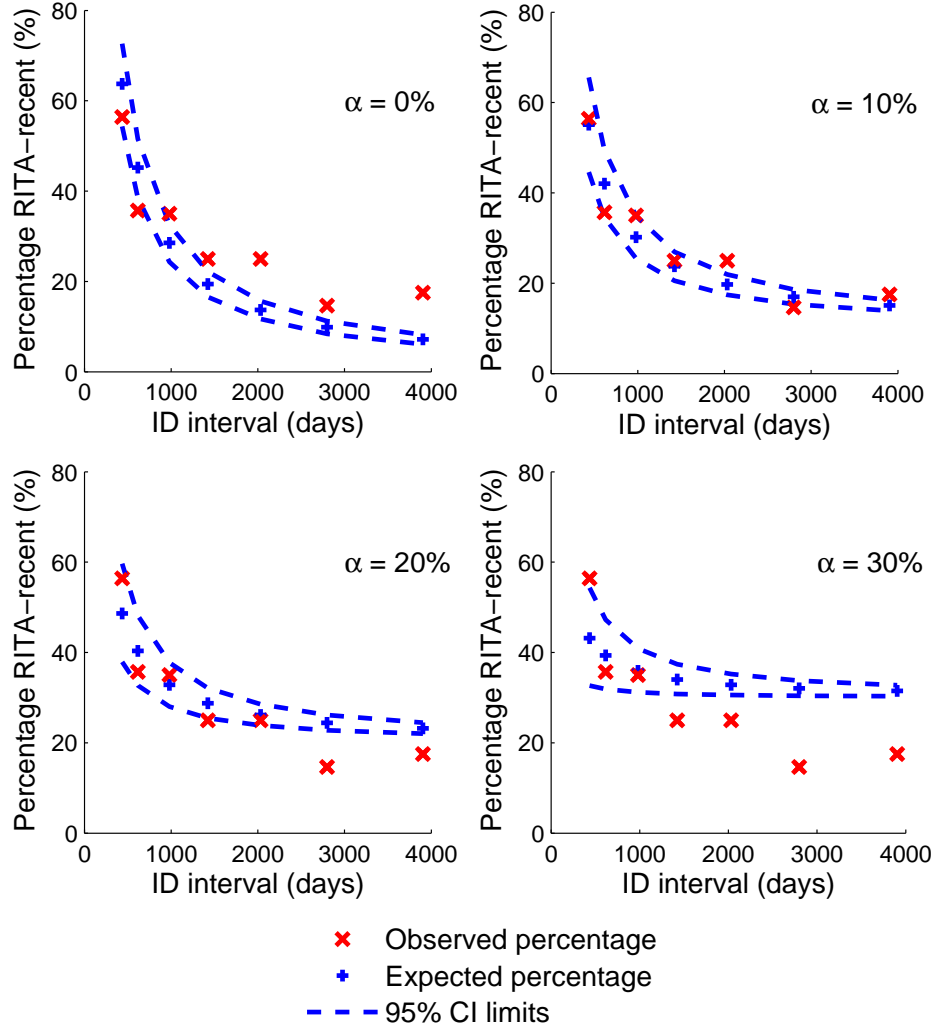 80
60
40
20
0
0 1000 2000 3000 4000
Percentage RITA−recent (%)
ID interval (days)
α = 0%
80
60
40
20
0
0 1000 2000 3000 4000
Percentage RITA−recent (%)
ID interval (days)
α = 10%
80
60
40
20
0
0 1000 2000 3000 4000
Percentage RITA−recent (%)
ID interval (days)
α = 20%
80
60
40
20
0
0 1000 2000 3000 4000
Percentage RITA−recent (%)
ID interval (days)
α = 30%
Observed percentage
Expected percentage
95% CI limits